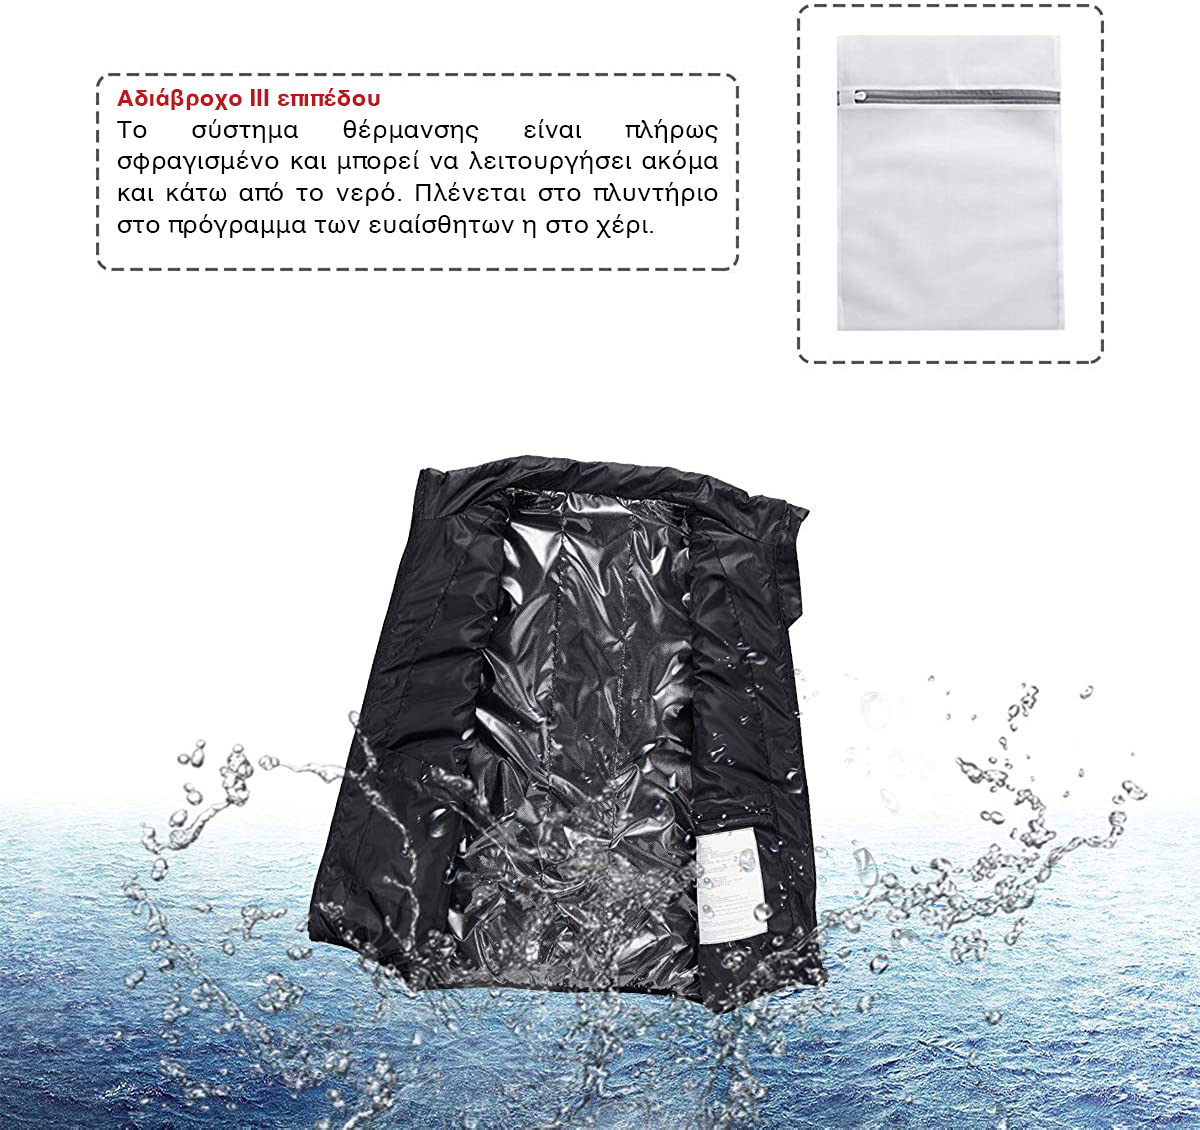 Αδιάβροχο ΙΙΙ επιπέδου
Το σύστημα θέρμανσης είναι πλήρως
σφραγισμένο και μπορεί να λειτουργήσει ακόμα
και κάτω από το νερό. Πλένεται στο πλυντήριο
στο πρόγραμμα των ευαίσθητων η στο χέρι.